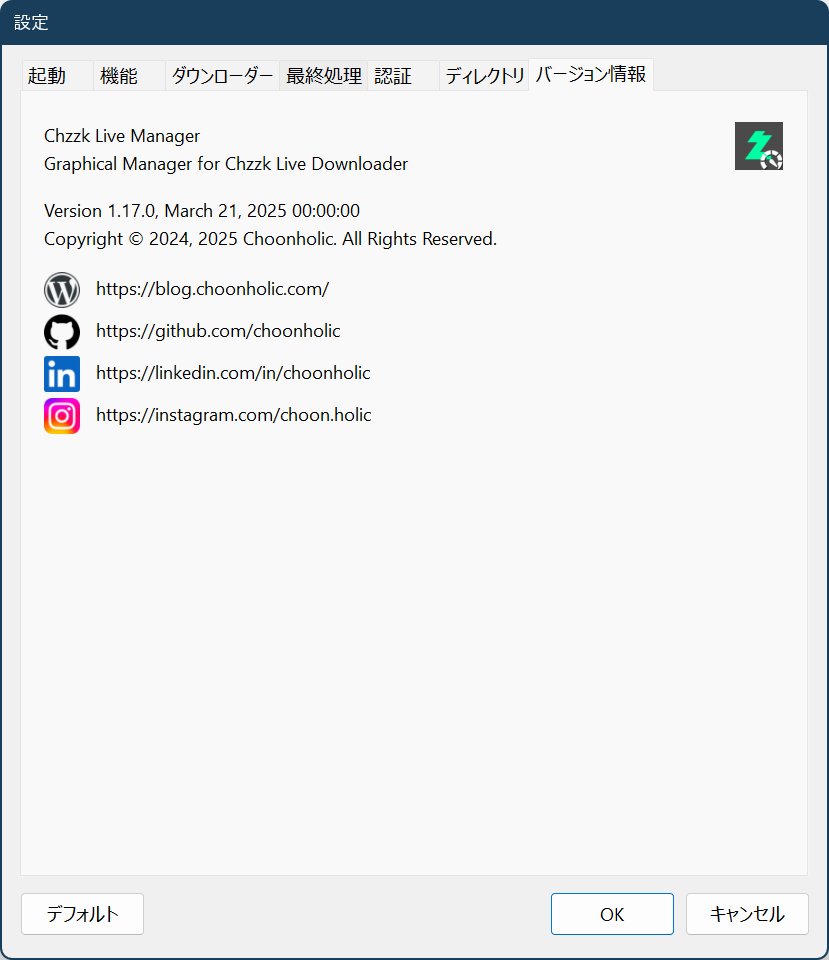 設定
起動 機能 ダウンローダー 最終処理 認証 ディレクトリ バージョン情報
Chzzk Live Manager
Graphical Manager for Chzzk Live Downloader
Version 1.17.0, March 21, 2025 00:00:00
Copyright © 2024, 2025 Choonholic. All Rights Reserved.
https://blog.choonholic.com/
https://github.com/choonholic
https://linkedin.com/in/choonholic
https://instagram.com/choon.holic
デフォルト OK キャンセル